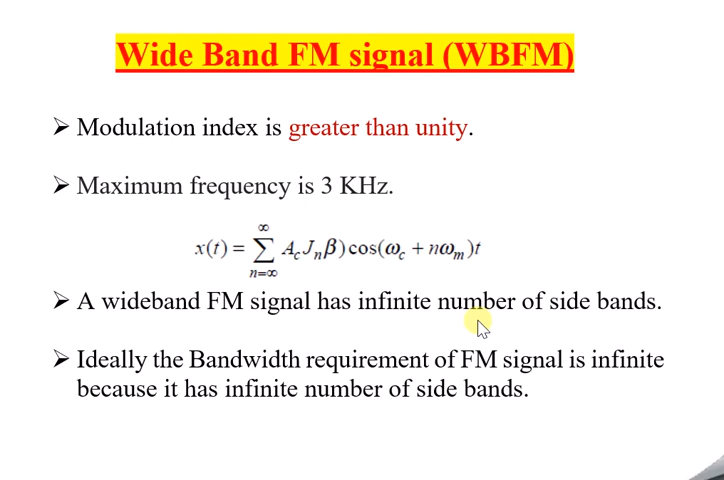 Wide Band FM signal (WBFM)
➤ Modulation index is greater than unity.
➤ Maximum frequency is 3 KHz.
x(t) = ∑_{n=∞}^{∞} A_c J_n β) cos(ω_c + nω_m)t
➤ A wideband FM signal has infinite number of side bands.
➤ Ideally the Bandwidth requirement of FM signal is infinite
because it has infinite number of side bands.